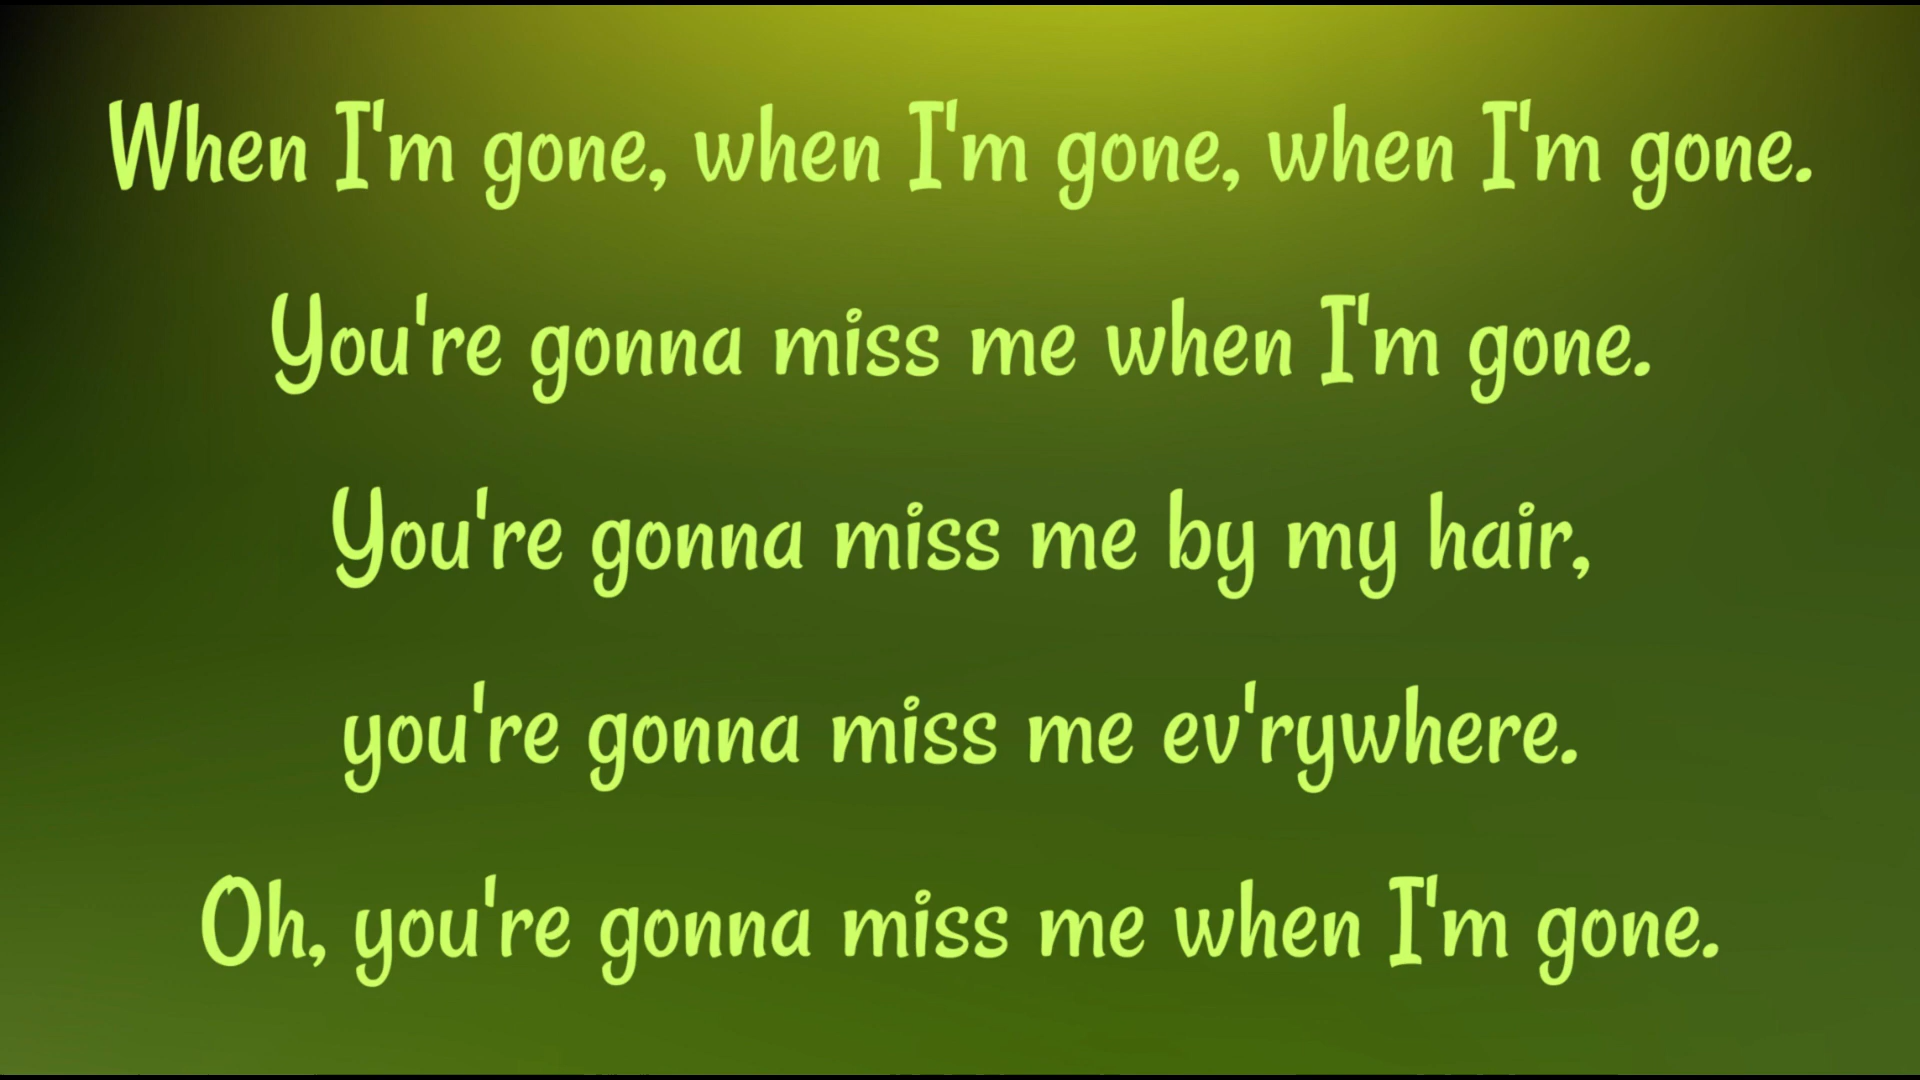 When I'm gone, when I'm gone, when I'm gone.
You're gonna miss me when I'm gone.
You're gonna miss me by my hair,
you're gonna miss me ev'rywhere.
Oh, you're gonna miss me when I'm gone.